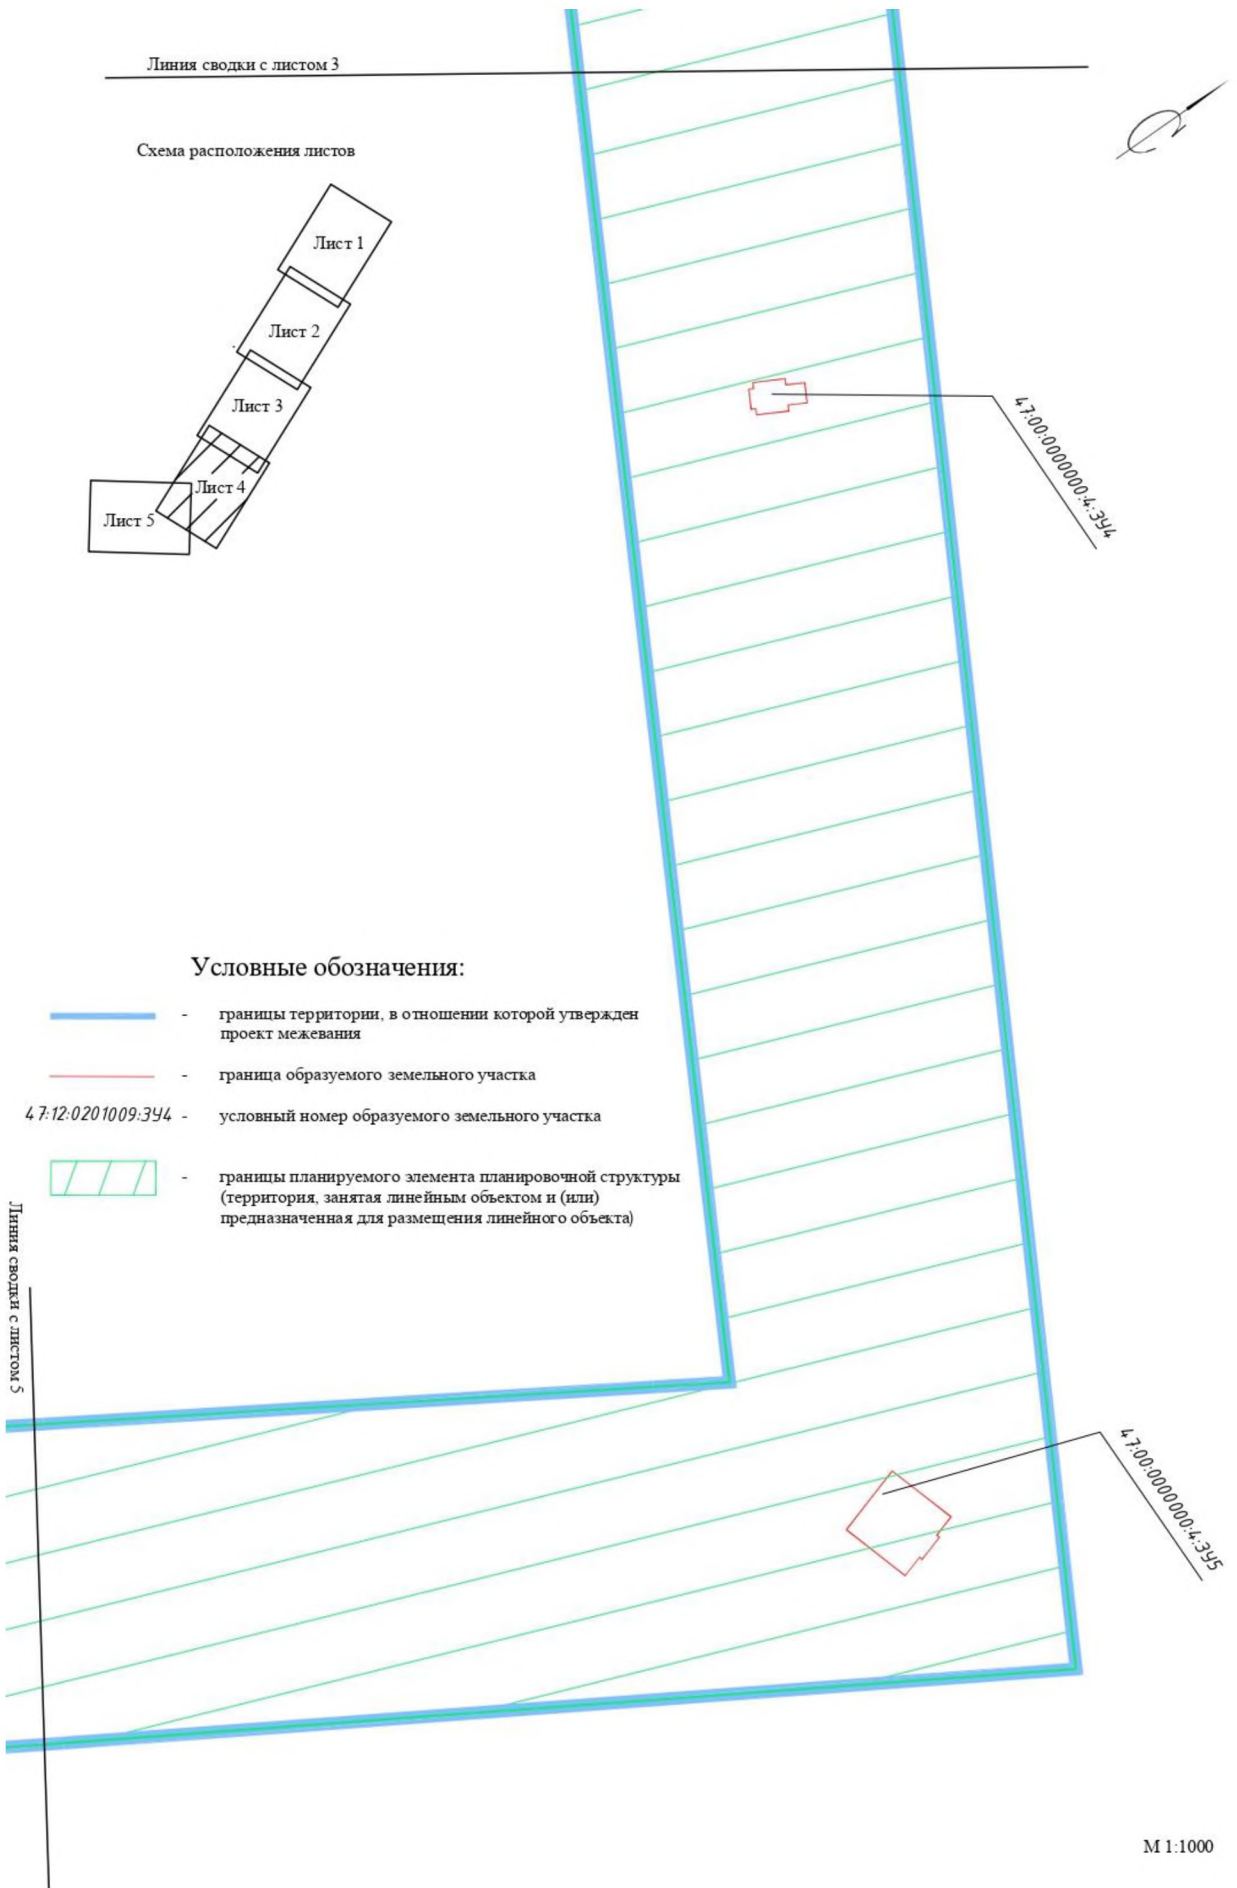 Линия сводки с листом 3
Схема расположения листов
Лист 1
Лист 2
Лист 3
Лист 4
Лист 5
47:00:0000000:4:ЗУ4
Условные обозначения:
- границы территории, в отношении которой утвержден
проект межевания
- граница образуемого земельного участка
47:12:0201009:ЗУ4 - условный номер образуемого земельного участка
- границы планируемого элемента планировочной структуры
(территория, занятая линейным объектом и (или)
предназначенная для размещения линейного объекта)
Линия сводки с листом 5
47:00:0000000:4:ЗУ5
М 1:1000